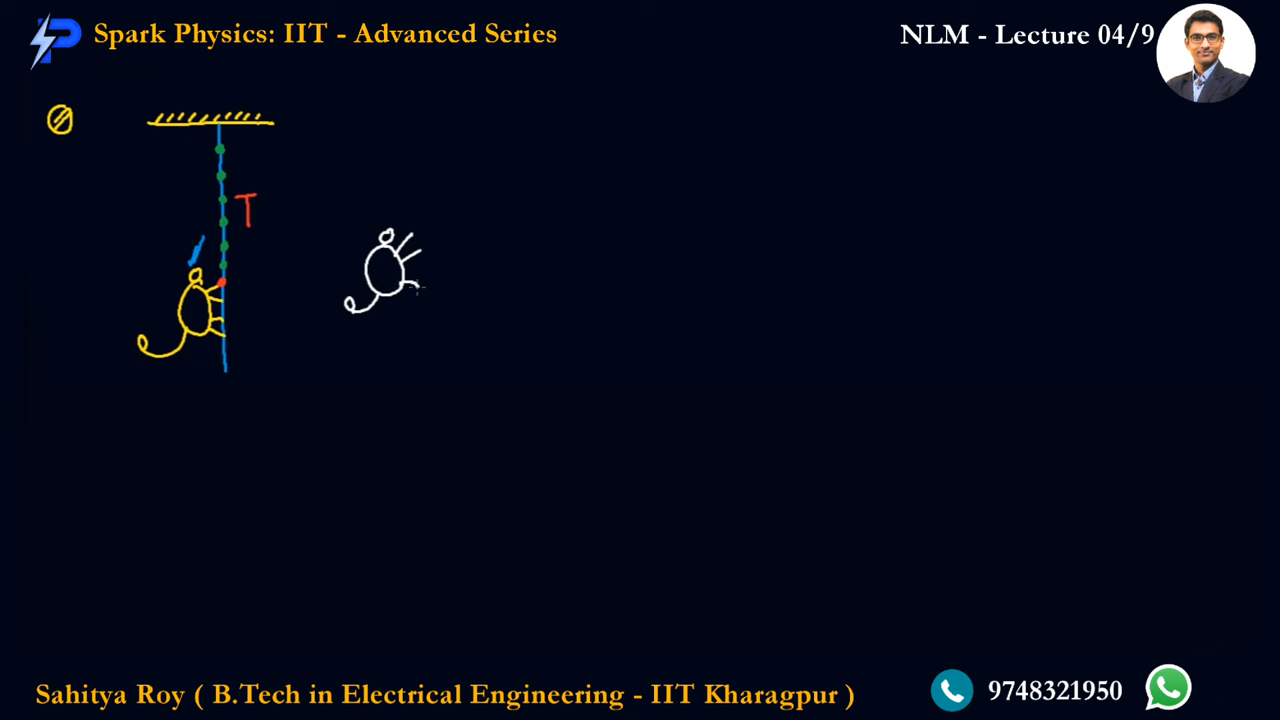 Spark Physics: IIT - Advanced Series
NLM - Lecture 04/9
T
Sahitya Roy ( B.Tech in Electrical Engineering - IIT Kharagpur )
9748321950